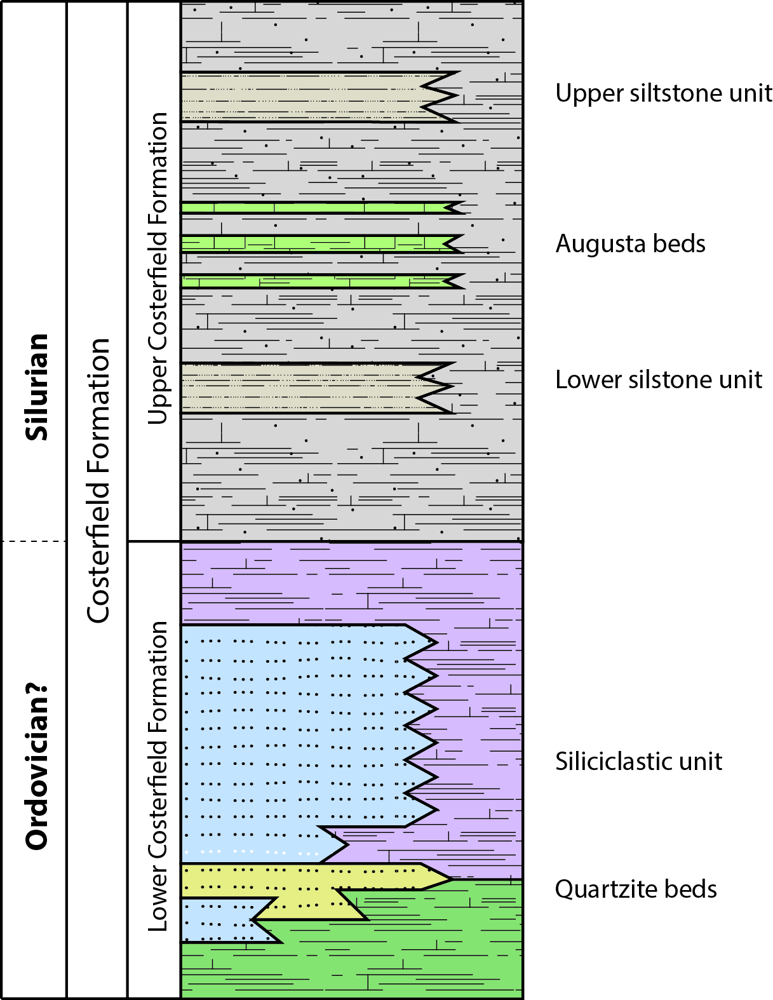 Silurian
Ordovician?
Costerfield Formation
Upper Costerfield Formation
Lower Costerfield Formation
Upper siltstone unit
Augusta beds
Lower silstone unit
Siliciclastic unit
Quartzite beds